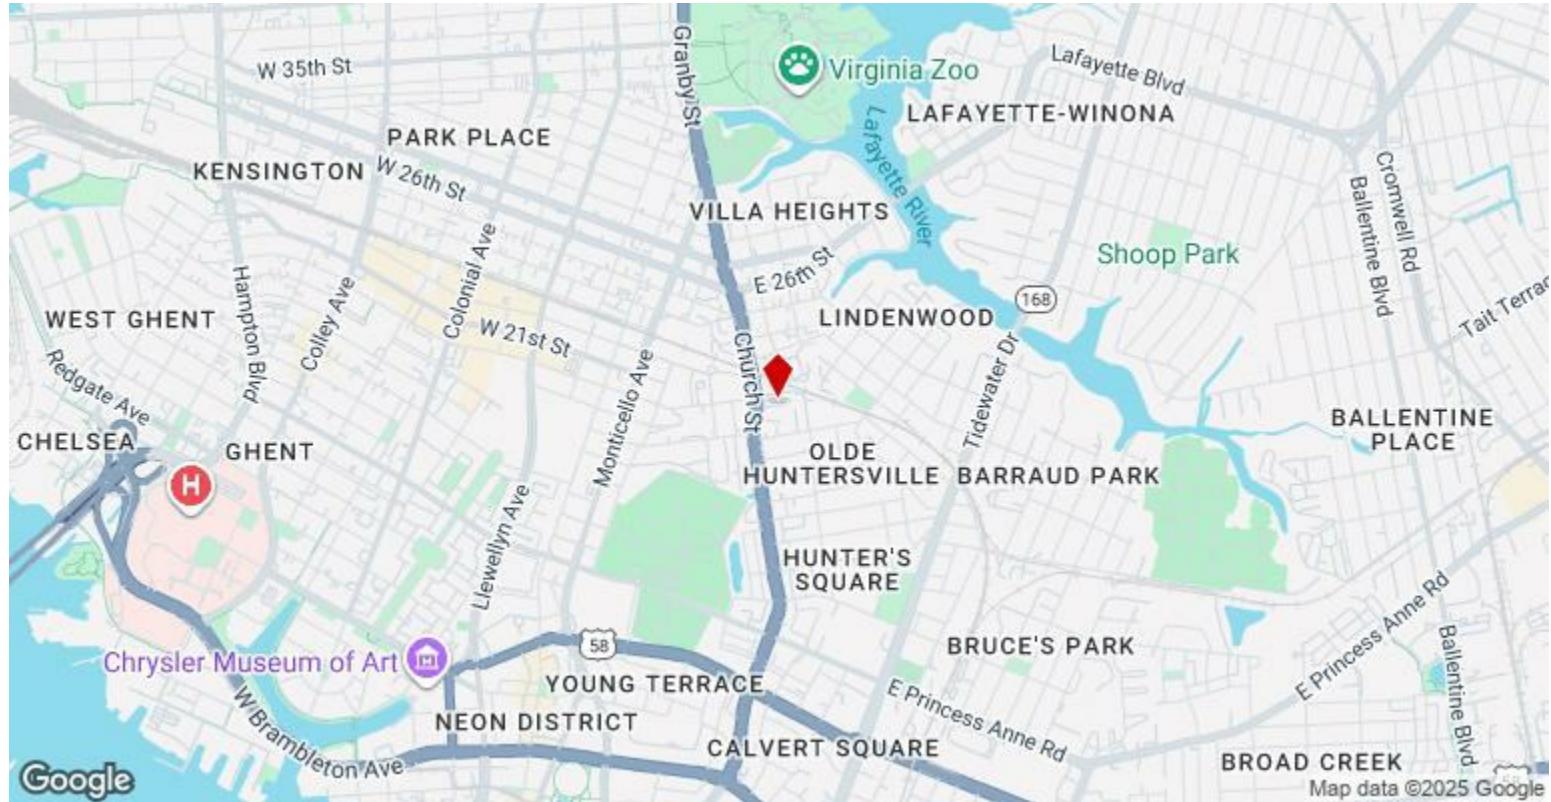 Granby St
W 35th St
Virginia Zoo
Lafayette Blvd
LAFAYETTE-WINONA
PARK PLACE
KENSINGTON
W 26th St
Lafayette River
Cromwell Rd
Ballentine Blvd
VILLA HEIGHTS
Shoop Park
E 26th St
Colonial Ave
Hampton Blvd
Colley Ave
168
Tait Terrac
WEST GHENT
LINDENWOOD
W 21st St
Church St
Monticello Ave
Tidewater Dr
Redgate Ave
BALLENTINE
PLACE
CHELSEA
GHENT
H
OLDE
HUNTERSVILLE
BARRAUD PARK
Llewellyn Ave
HUNTER'S
SQUARE
E Princess Anne Rd
58
BRUCE'S PARK
Ballentine Blvd
Chrysler Museum of Art
YOUNG TERRACE
E Princess Anne Rd
NEON DISTRICT
W Brambleton Ave
CALVERT SQUARE
BROAD CREEK
58
Google
Map data ©2025 Google